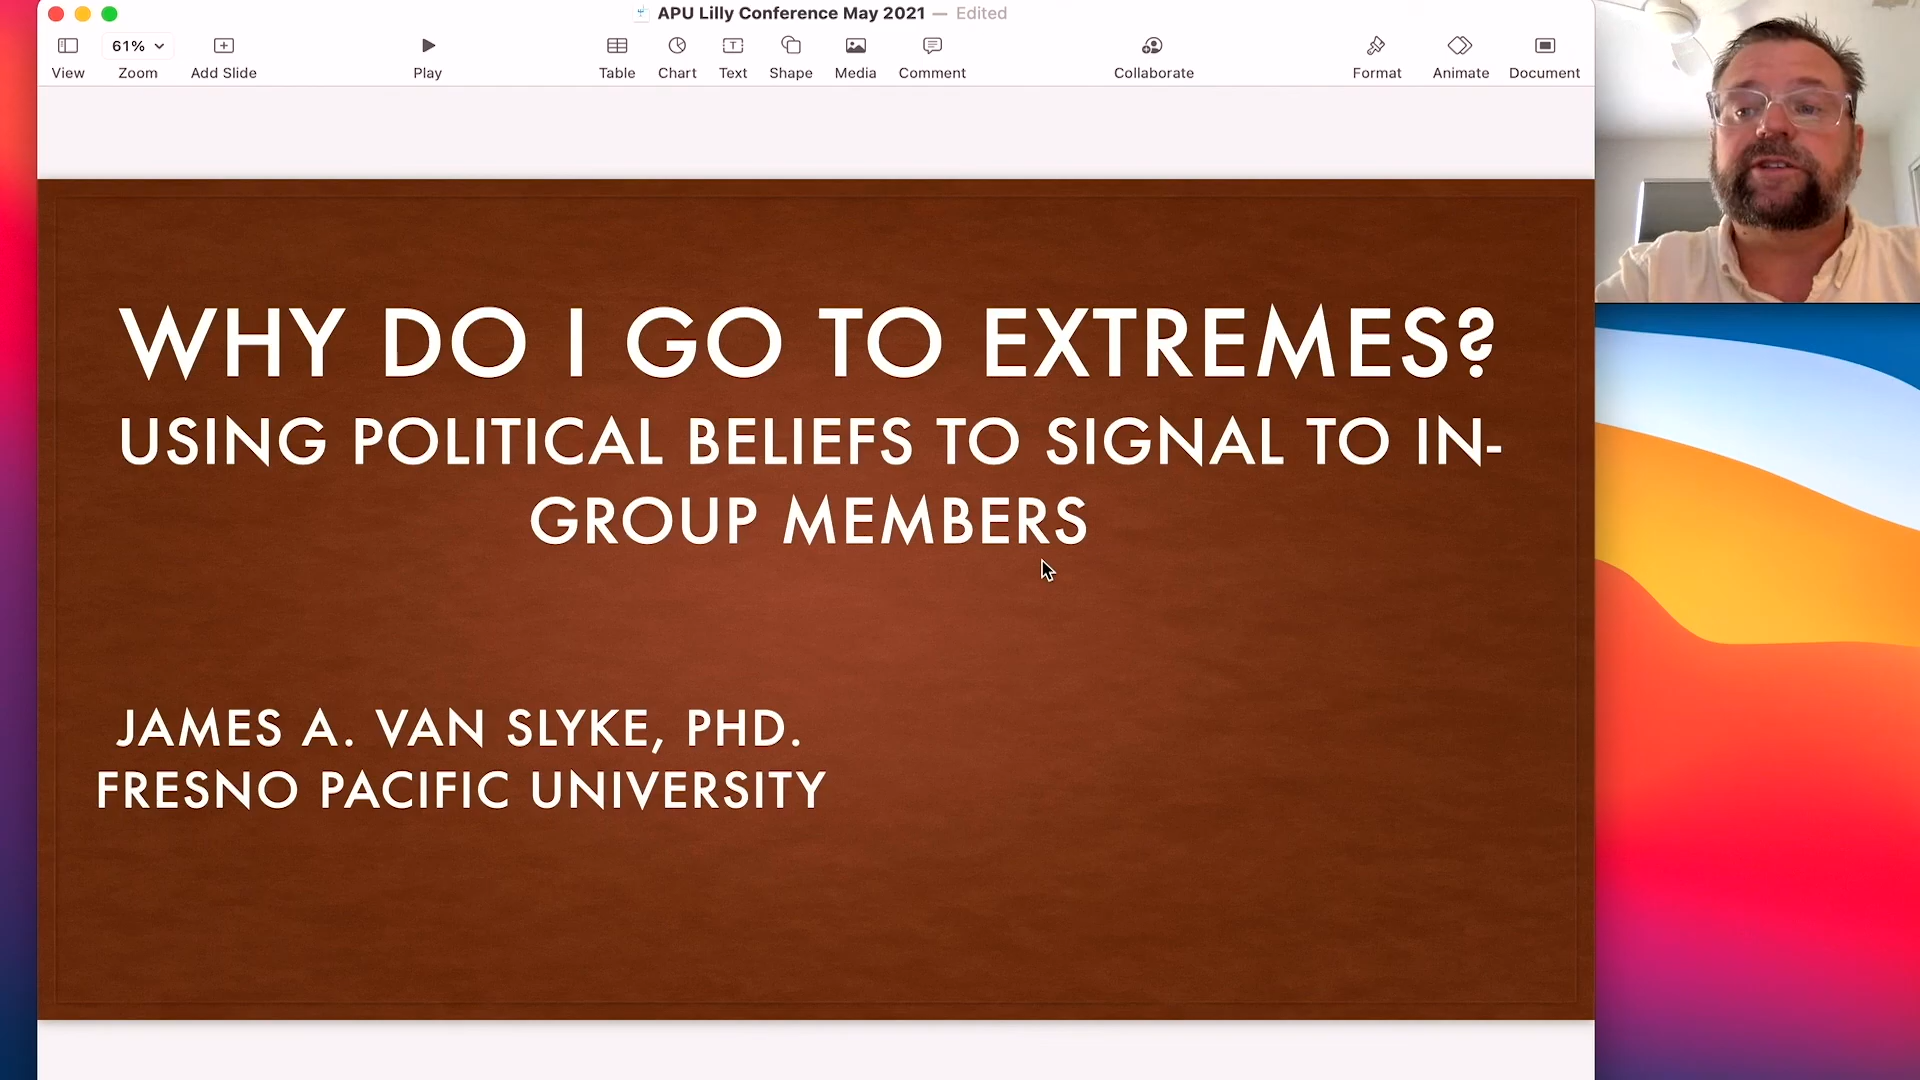 APU Lilly Conference May 2021 — Edited
61%
View Zoom Add Slide Play Table Chart Text Shape Media Comment Collaborate Format Animate Document
WHY DO I GO TO EXTREMES?
USING POLITICAL BELIEFS TO SIGNAL TO IN-
GROUP MEMBERS
JAMES A. VAN SLYKE, PHD.
FRESNO PACIFIC UNIVERSITY